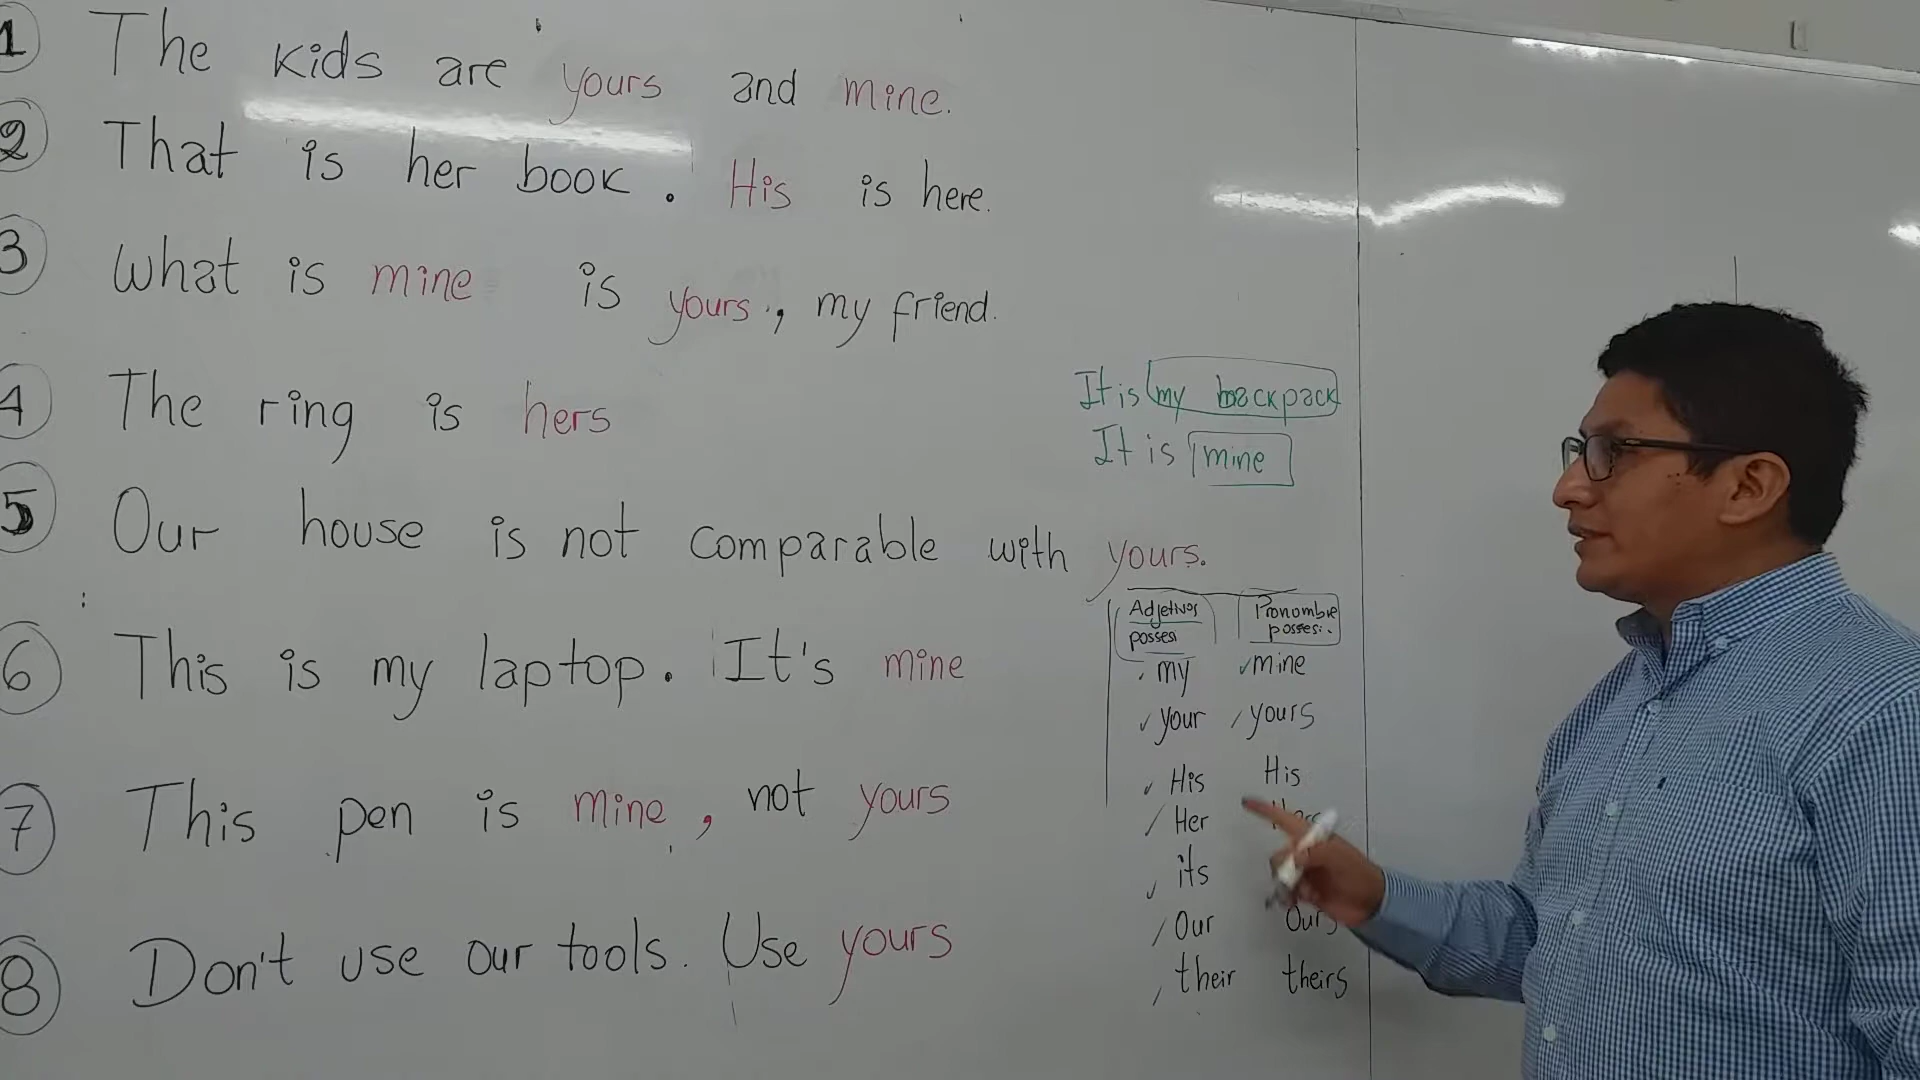 1 The kids are yours and mine.
2 That is her book. His is here.
3 What is mine is yours, my friend.
4 The ring is hers
It is my backpack
It is mine
5 Our house is not comparable with yours.
Adjetivos Pronombre
posses posses..
6 This is my laptop. It's mine
my mine
your yours
7 This pen is mine, not yours
His His
Her
its
8 Don't use our tools. Use yours
Our Ours
their theirs